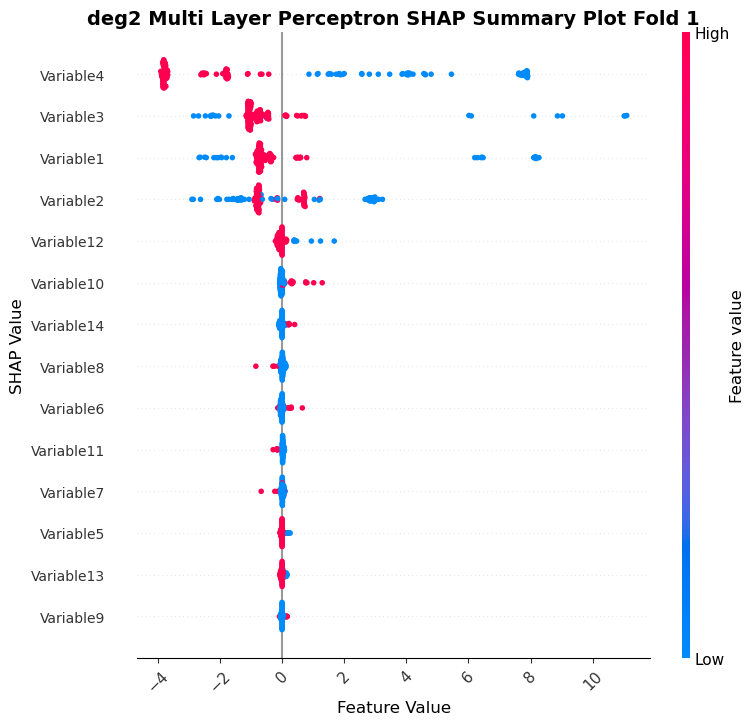 deg2 Multi Layer Perceptron SHAP Summary Plot Fold 1
High
Variable4
Variable3
Variable1
Variable2
Variable12
Variable10
Variable14
Variable8
Variable6
Variable11
Variable7
Variable5
Variable13
Variable9
SHAP Value
Feature value
Low
−4
−2
0
2
4
6
8
10
Feature Value